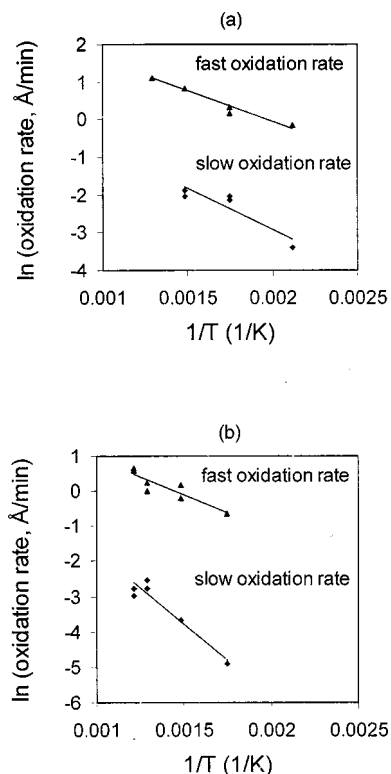 (a)
ln (oxidation rate, Å/min)
2
1
0
1
-2
-3
-4
fast oxidation rate
slow oxidation rate
0.001 0.0015 0.002 0.0025
1/T (1/K)
(b)
ln (oxidation rate, Å/min)
1
0
-1
-2
-3
-4
-5
-6
fast oxidation rate
slow oxidation rate
0.001 0.0015 0.002 0.0025
1/T (1/K)